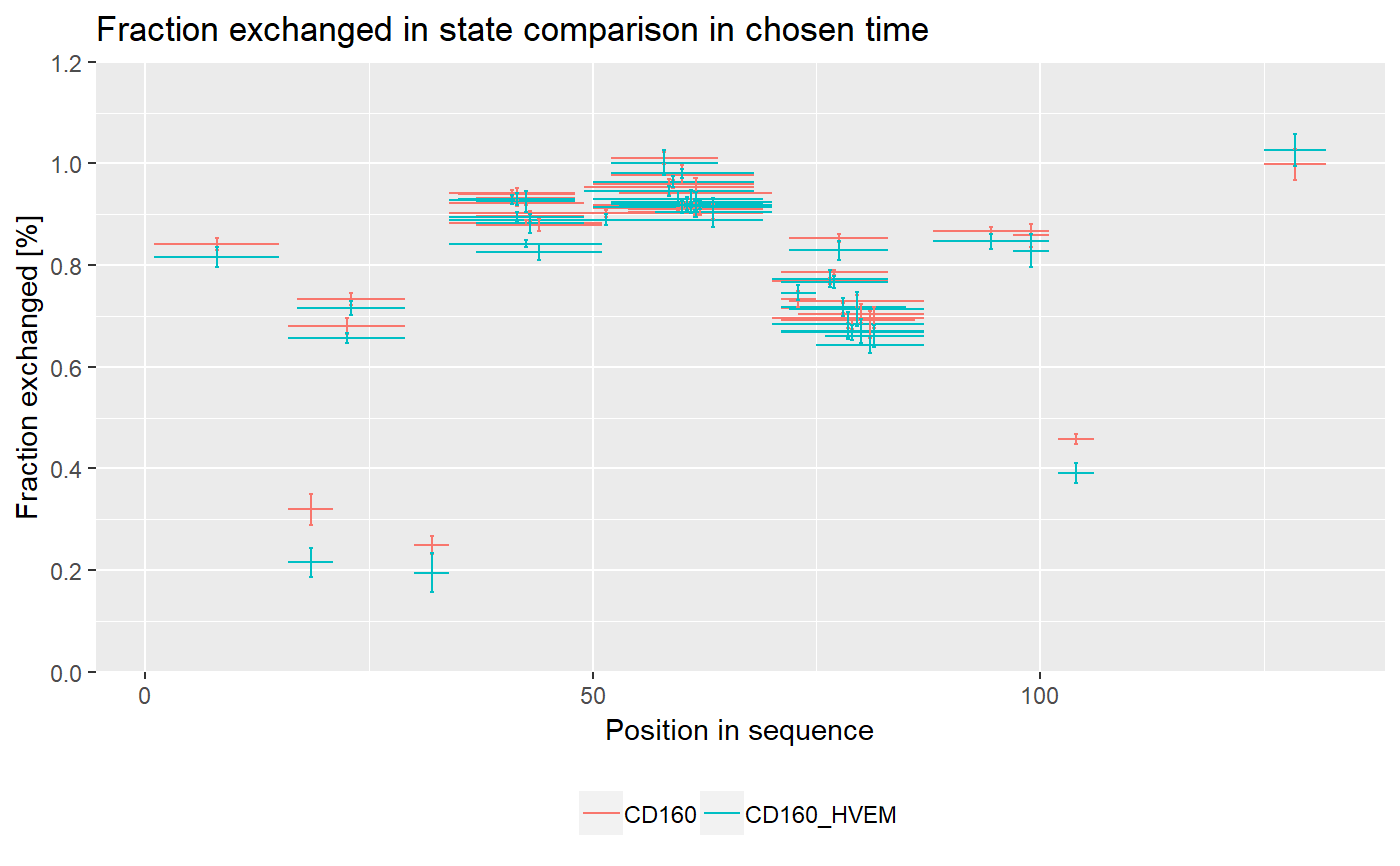 Fraction exchanged in state comparison in chosen time
Fraction exchanged [%]
1.2
1.0
0.8
0.6
0.4
0.2
0.0
0 50 100
Position in sequence
CD160 CD160_HVEM